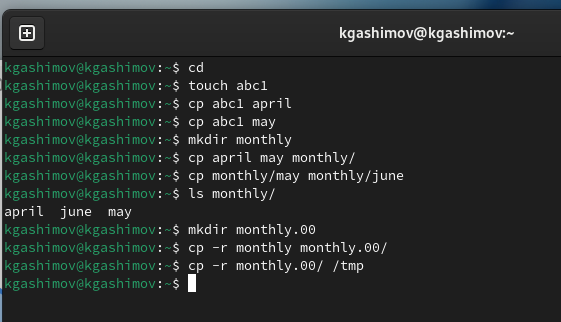 kgashimov@kgashimov:~
kgashimov@kgashimov:~$ cd
kgashimov@kgashimov:~$ touch abc1
kgashimov@kgashimov:~$ cp abc1 april
kgashimov@kgashimov:~$ cp abc1 may
kgashimov@kgashimov:~$ mkdir monthly
kgashimov@kgashimov:~$ cp april may monthly/
kgashimov@kgashimov:~$ cp monthly/may monthly/june
kgashimov@kgashimov:~$ ls monthly/
april  june  may
kgashimov@kgashimov:~$ mkdir monthly.00
kgashimov@kgashimov:~$ cp -r monthly monthly.00/
kgashimov@kgashimov:~$ cp -r monthly.00/ /tmp
kgashimov@kgashimov:~$